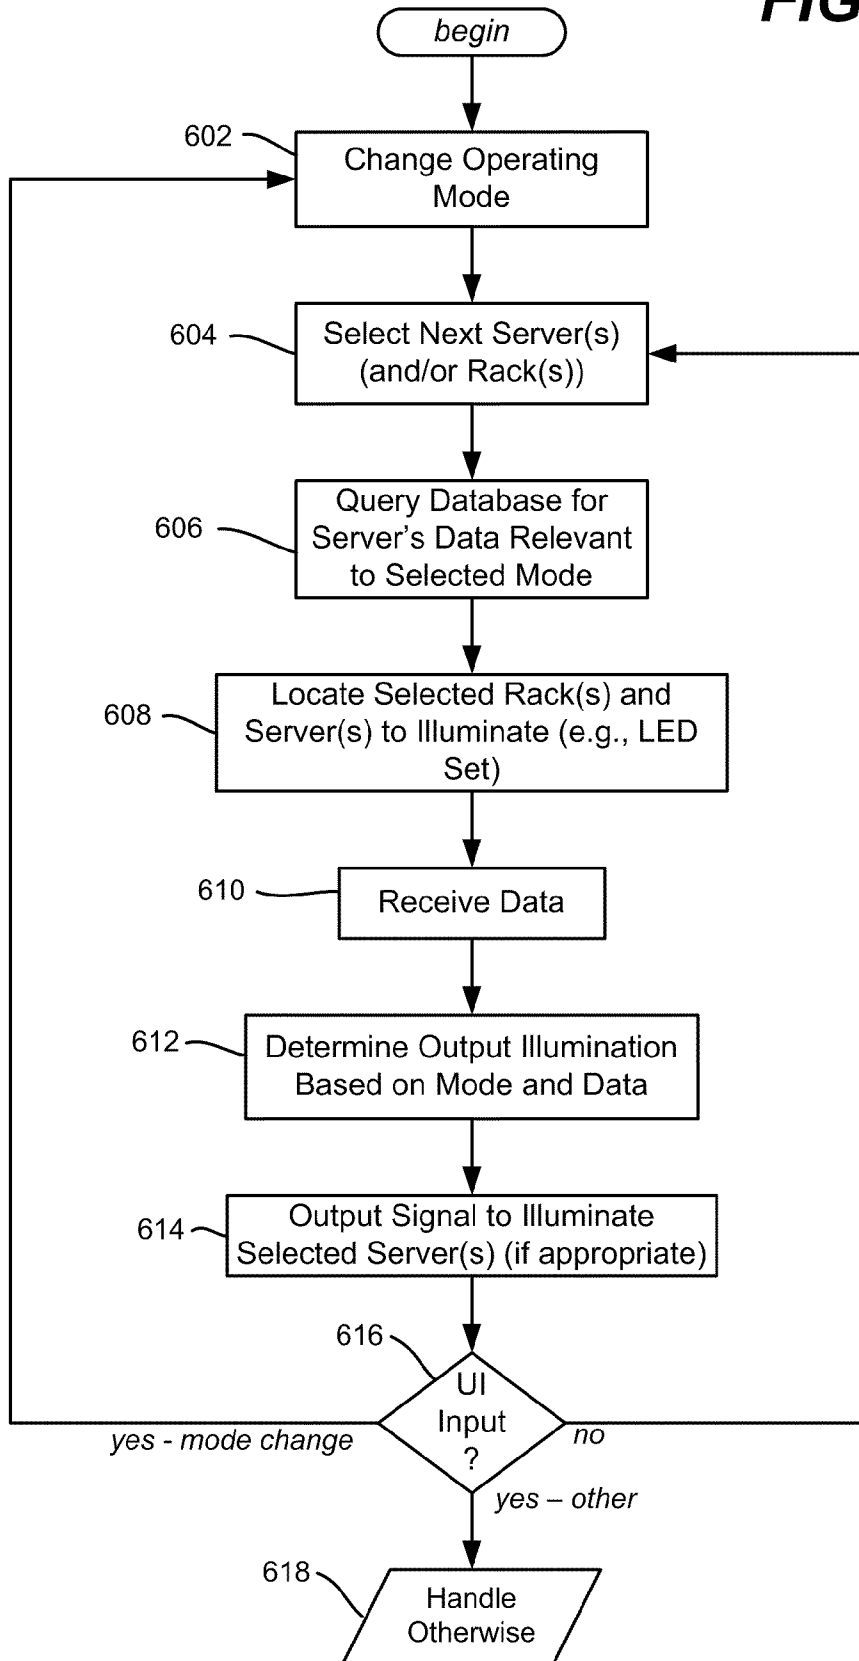 FIG
begin
602
Change Operating
Mode
604
Select Next Server(s)
(and/or Rack(s))
606
Query Database for
Server's Data Relevant
to Selected Mode
608
Locate Selected Rack(s) and
Server(s) to Illuminate (e.g., LED
Set)
610
Receive Data
612
Determine Output Illumination
Based on Mode and Data
614
Output Signal to Illuminate
Selected Server(s) (if appropriate)
616
UI
Input
?
yes - mode change
no
yes – other
618
Handle
Otherwise